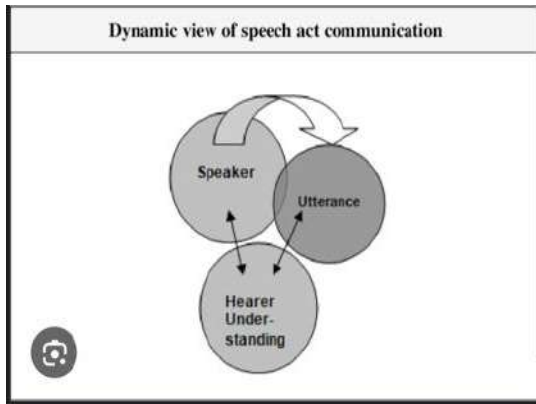 Dynamic view of speech act communication
Speaker
Utterance
Hearer
Under-
standing